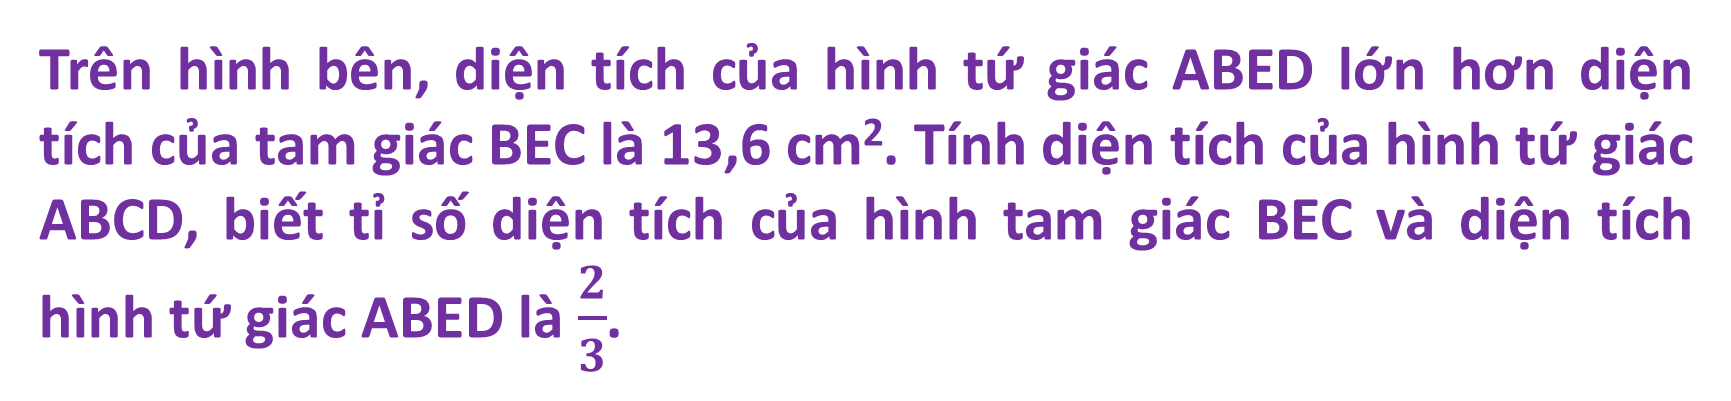 Trên hình bên, diện tích của hình tứ giác ABED lớn hơn diện
tích của tam giác BEC là 13,6 cm². Tính diện tích của hình tứ giác
ABCD, biết tỉ số diện tích của hình tam giác BEC và diện tích
hình tứ giác ABED là 2/3.